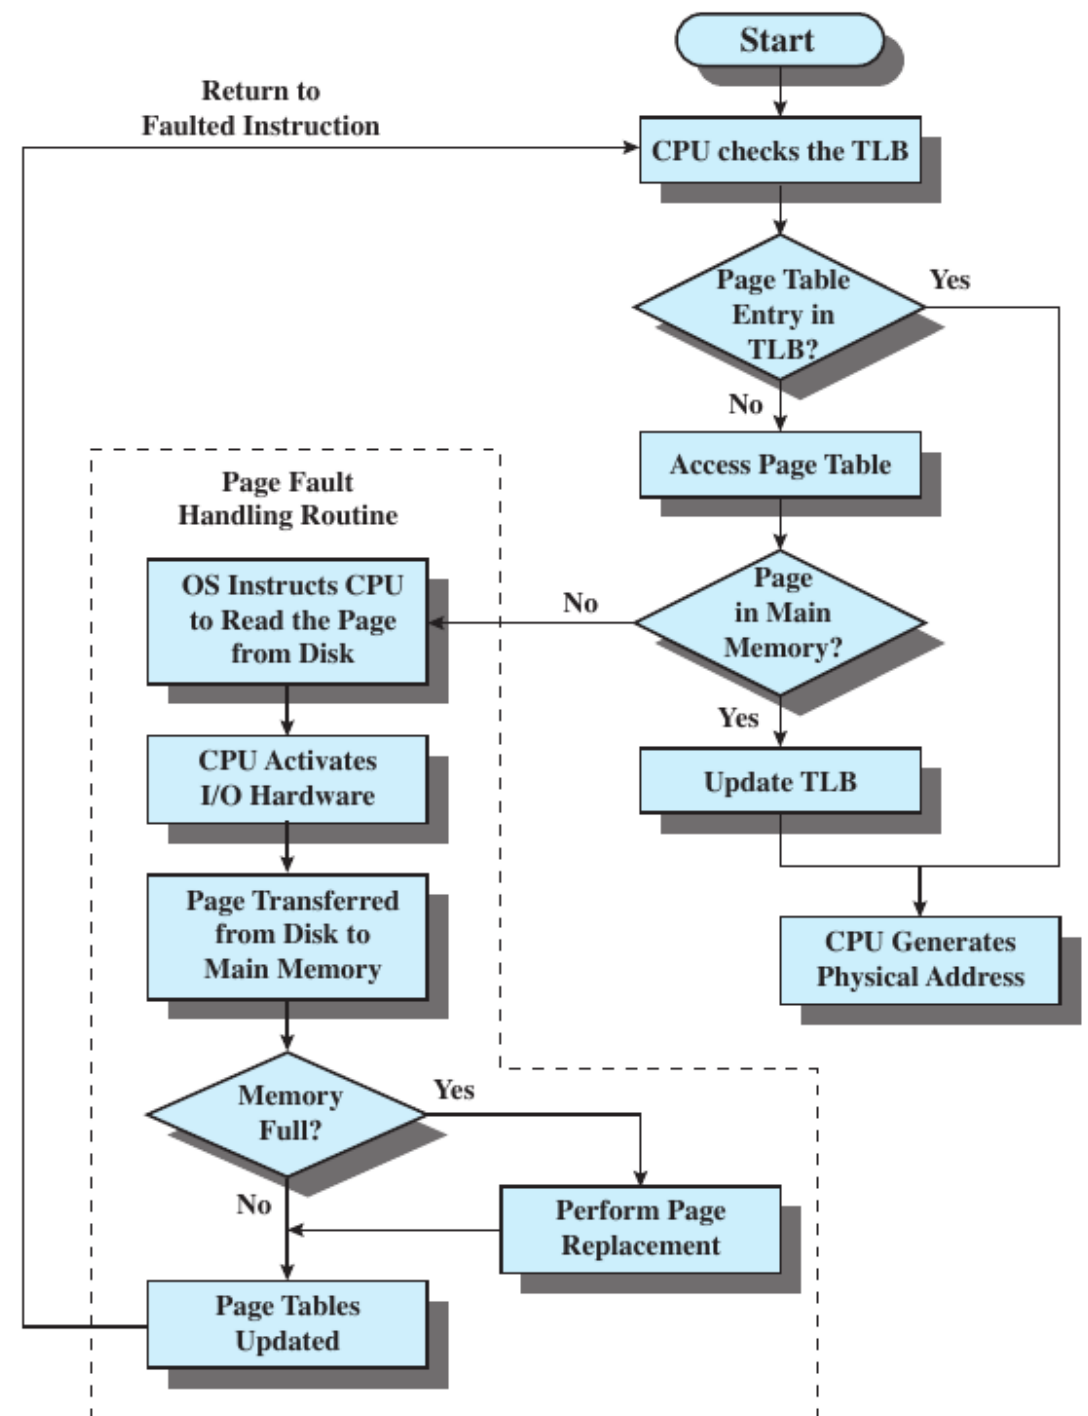 Start
Return to
Faulted Instruction
CPU checks the TLB
Page Table
Entry in
TLB?
Yes
No
Access Page Table
Page Fault
Handling Routine
OS Instructs CPU
to Read the Page
from Disk
No
Page
in Main
Memory?
Yes
CPU Activates
I/O Hardware
Update TLB
Page Transferred
from Disk to
Main Memory
CPU Generates
Physical Address
Memory
Full?
Yes
No
Perform Page
Replacement
Page Tables
Updated